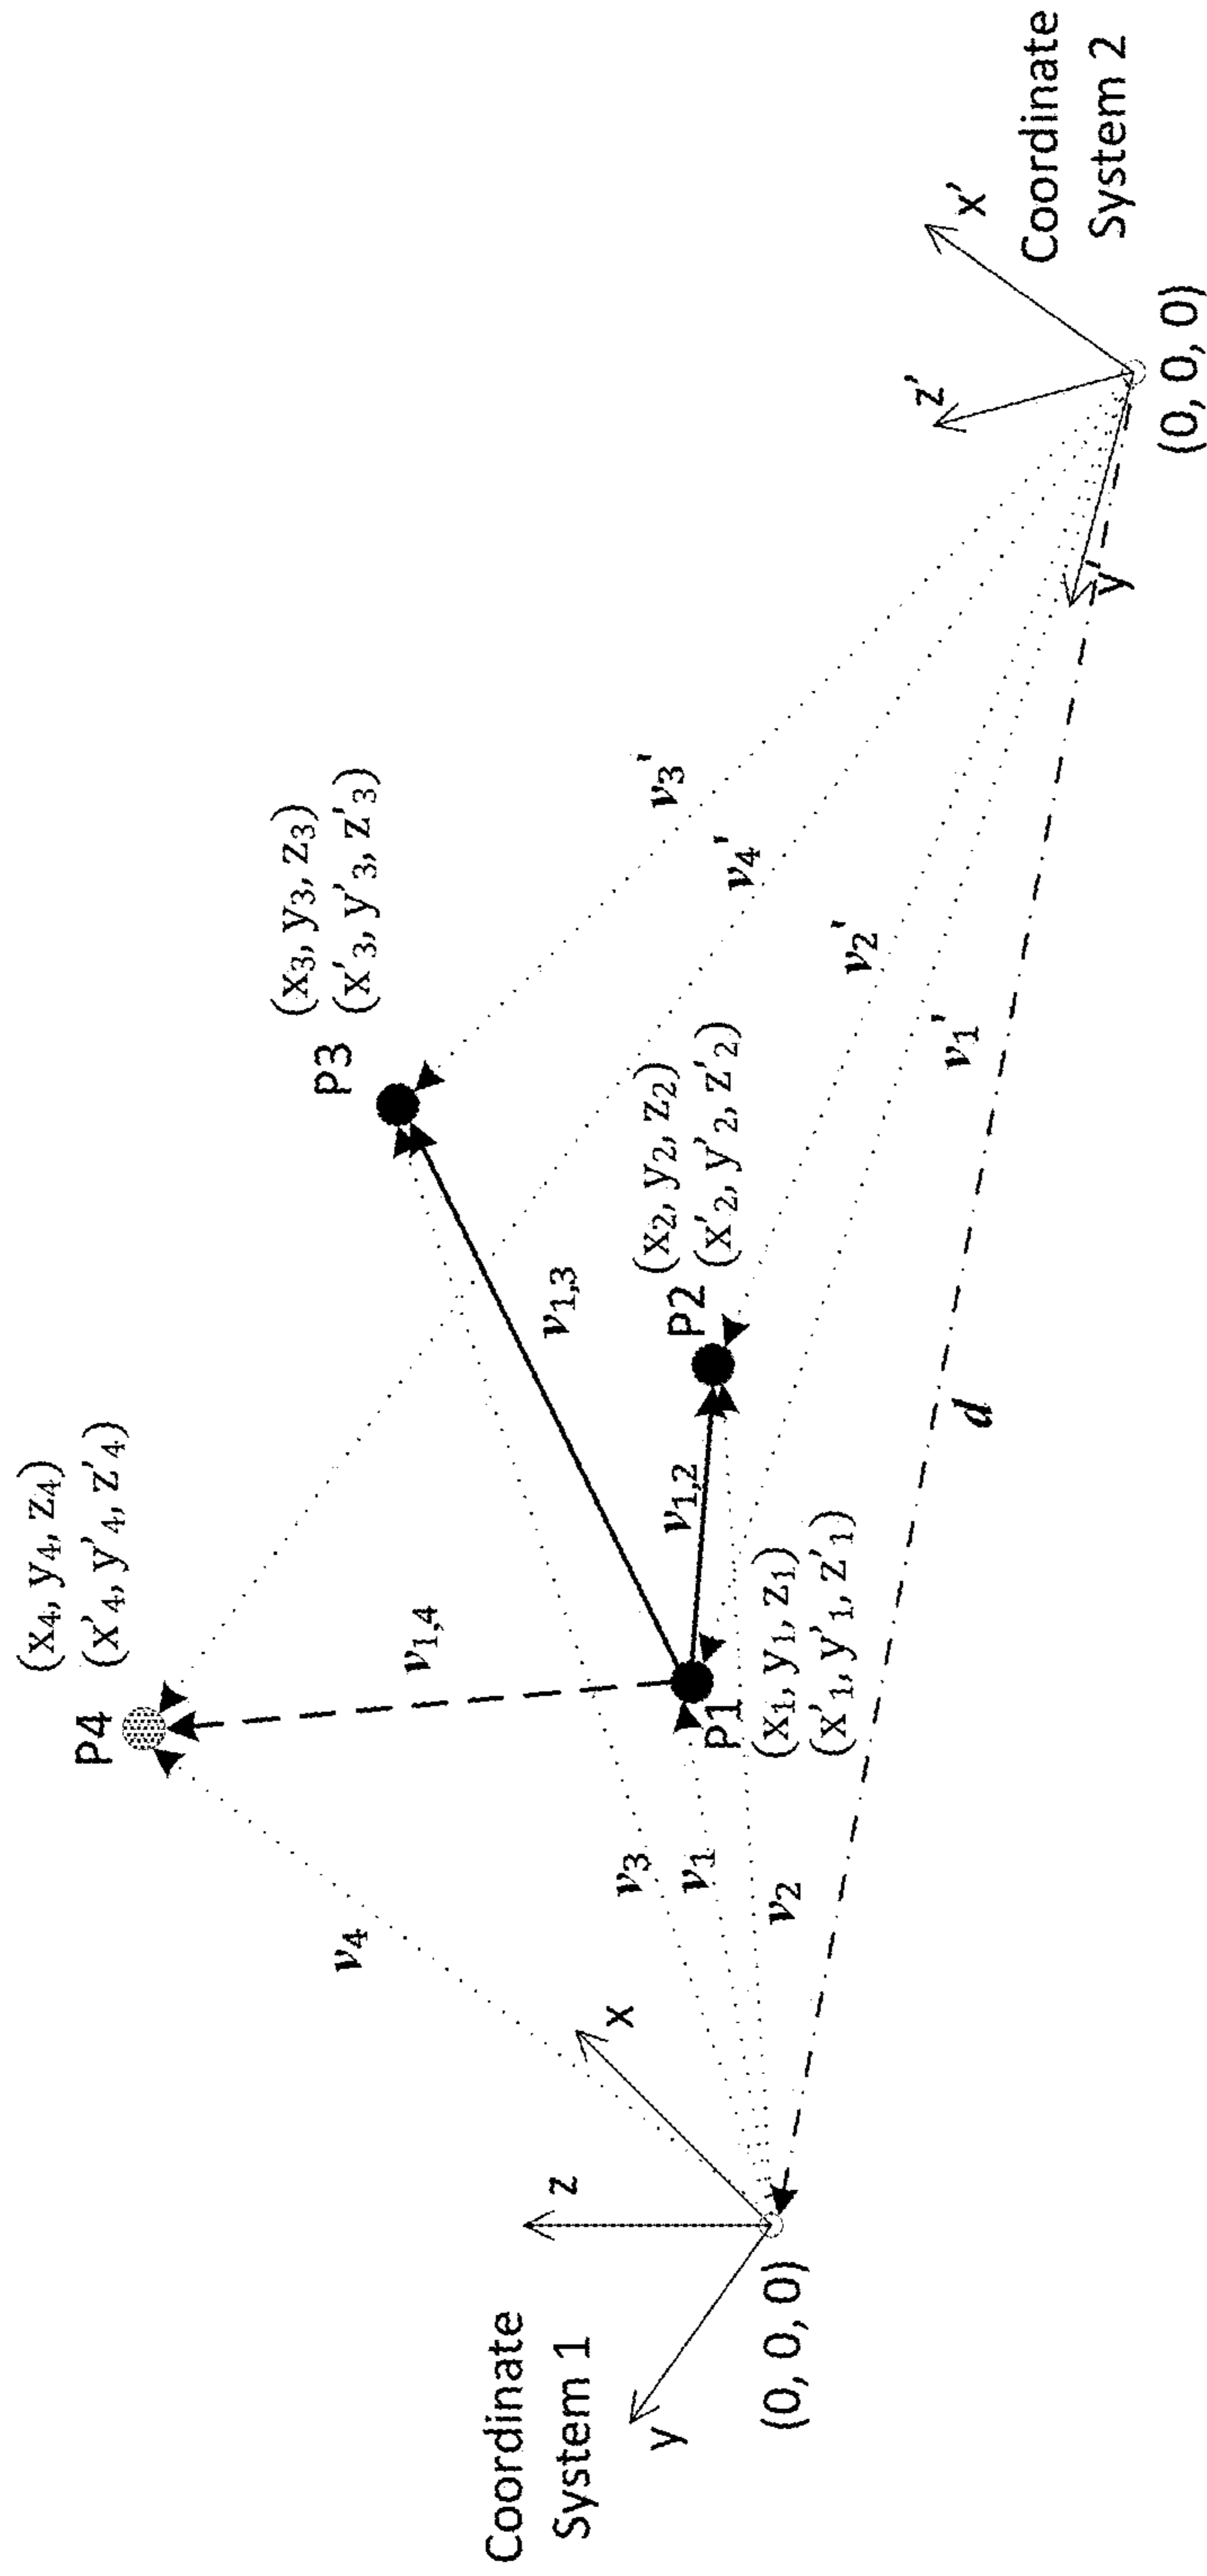 P4
(x₄, y₄, z₄)
(x'₄, y'₄, z'₄)
P3
(x₃, y₃, z₃)
(x'₃, y'₃, z'₃)
v₄
v₁,₄
v₁,₃
v₃'
v₄'
v₂'
v₁'
v₃
v₁
v₂
v₁,₂
P2
(x₂, y₂, z₂)
(x'₂, y'₂, z'₂)
P1
(x₁, y₁, z₁)
(x'₁, y'₁, z'₁)
d
Coordinate
System 1
y
z
x
(0, 0, 0)
z'
x'
y'
Coordinate
System 2
(0, 0, 0)